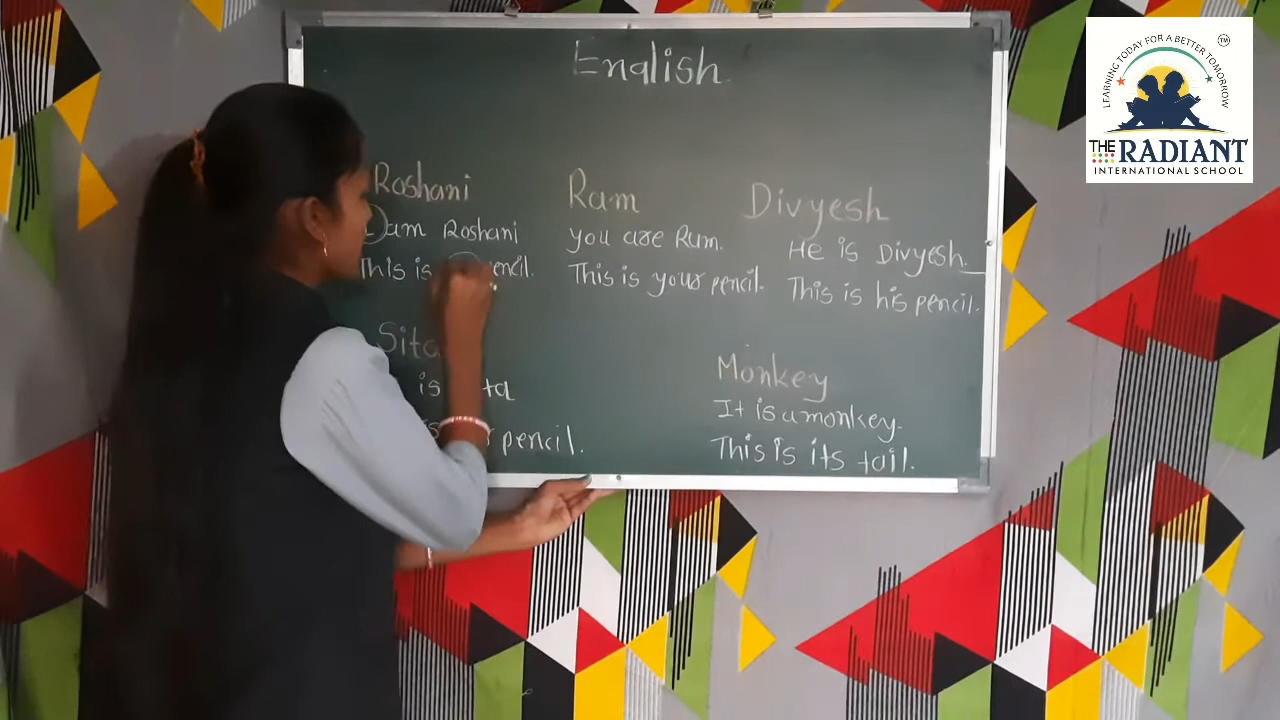 English
Roshani
I am Roshani
This is pencil.
Ram
you are Ram.
This is your pencil.
Divyesh
He is Divyesh.
This is his pencil.
Sita
is
pencil.
Monkey
It is a monkey.
This is its tail.
LEARNING TODAY FOR A BETTER TOMORROW
TM
THE RADIANT
INTERNATIONAL SCHOOL